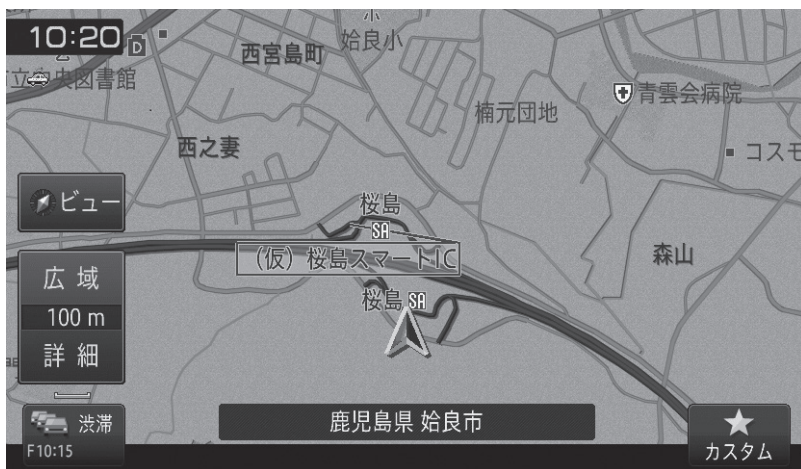 10:20
D
西宮島町
姶良小
立中央図書館
青雲会病院
楠元団地
西之妻
コスモ
ビュー
桜島
SA
(仮) 桜島スマートIC
森山
広域
100 m
詳細
桜島 SA
渋滞
F10:15
鹿児島県 姶良市
カスタム